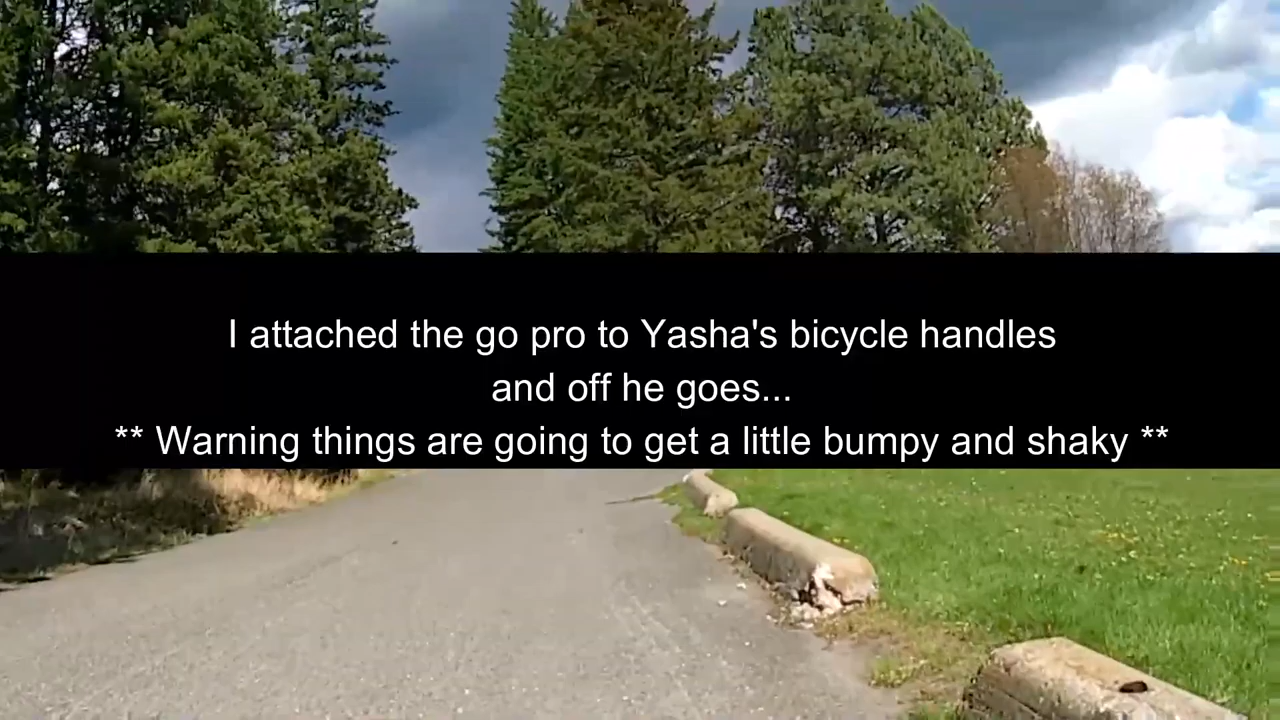 I attached the go pro to Yasha's bicycle handles
and off he goes...
** Warning things are going to get a little bumpy and shaky **